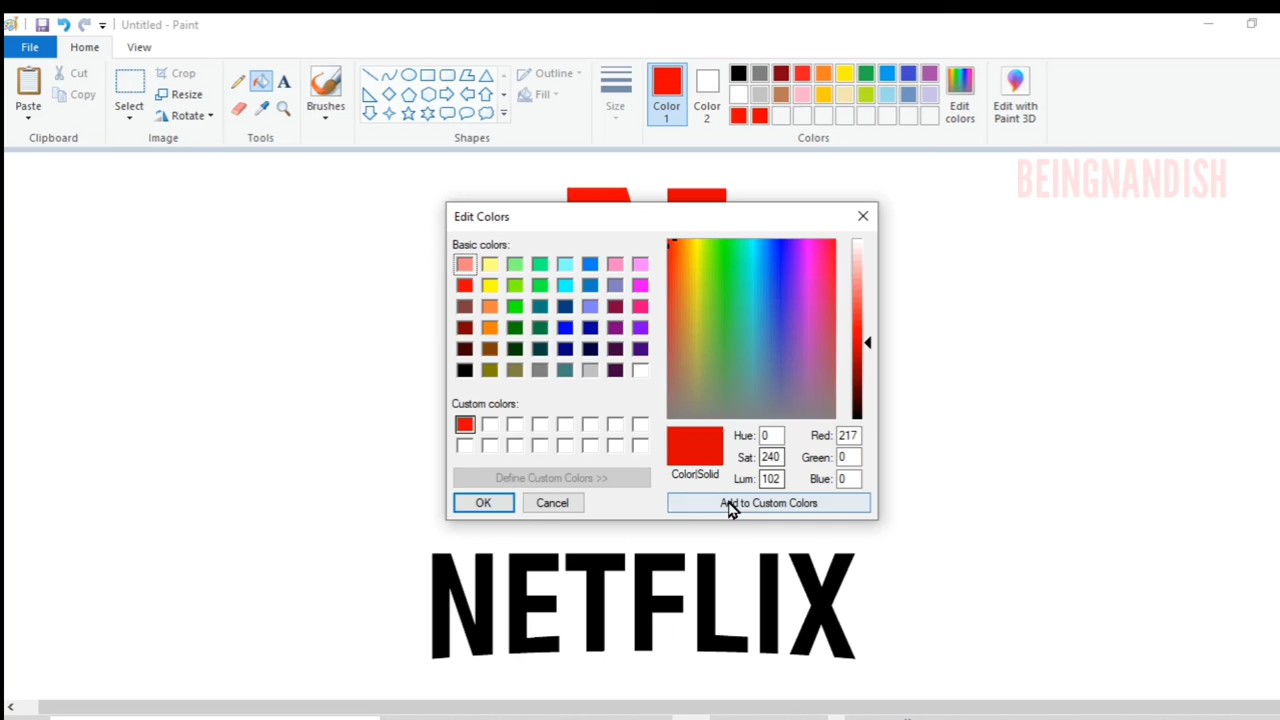 Untitled - Paint
File Home View
Paste Cut Copy Select Crop Resize Rotate Brushes Outline Fill Size Color 1 Color 2 Edit colors Edit with Paint 3D
Clipboard Image Tools Shapes Colors
BEINGNANDISH
Edit Colors
Basic colors:
Custom colors:
Define Custom Colors >>
OK Cancel
Color|Solid
Hue: 0 Red: 217
Sat: 240 Green: 0
Lum: 102 Blue: 0
Add to Custom Colors
NETFLIX